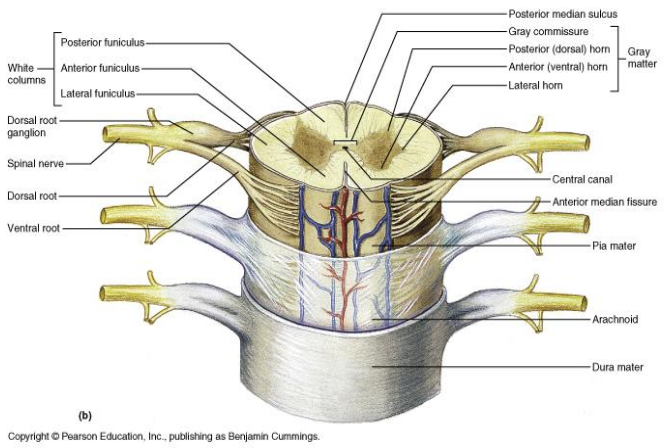 Posterior median sulcus
Gray commissure
Posterior (dorsal) horn
Anterior (ventral) horn
Lateral horn
Gray
matter
White
columns
Posterior funiculus
Anterior funiculus
Lateral funiculus
Dorsal root
ganglion
Spinal nerve
Dorsal root
Ventral root
Central canal
Anterior median fissure
Pia mater
Arachnoid
Dura mater
(b)
Copyright © Pearson Education, Inc., publishing as Benjamin Cummings.